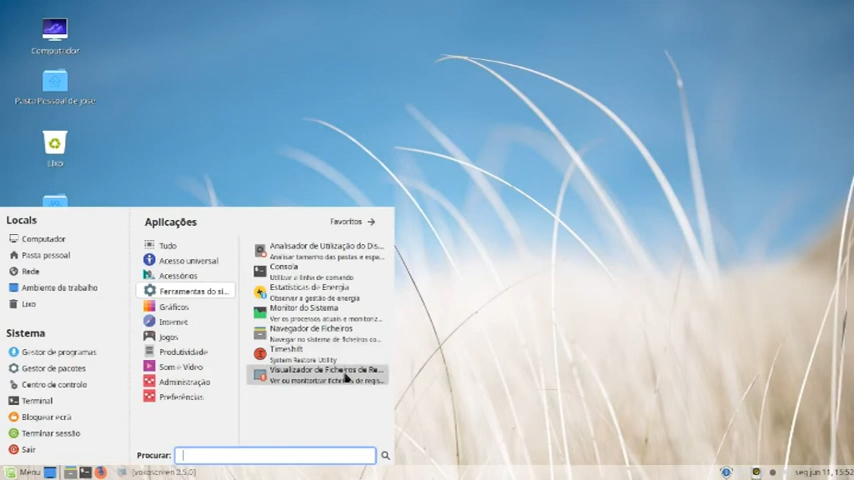 Computador
Pasta Pessoal de jose
Lixo
Locais
Computador
Pasta pessoal
Rede
Ambiente de trabalho
Lixo
Sistema
Gestor de programas
Gestor de pacotes
Centro de controlo
Terminal
Bloquear ecrã
Terminar sessão
Sair
Aplicações
Favoritos
Tudo
Acesso universal
Acessórios
Ferramentas do si...
Gráficos
Internet
Jogos
Produtividade
Som e Vídeo
Administração
Preferências
Analisador de Utilização do Dis...
Analisar tamanho das pastas e espa...
Consola
Utilizar a linha de comando
Estatísticas de Energia
Observar a gestão de energia
Monitor do Sistema
Ver os processos atuais e monitoriz...
Navegador de Ficheiros
Navegar no sistema de ficheiros co...
Timeshift
System Restore Utility
Visualizador de Ficheiros de Re...
Ver ou monitorizar ficheiros de regis...
Procurar:
Menu
[vokoscreen 2.5.0]
seg jun 11, 15:52